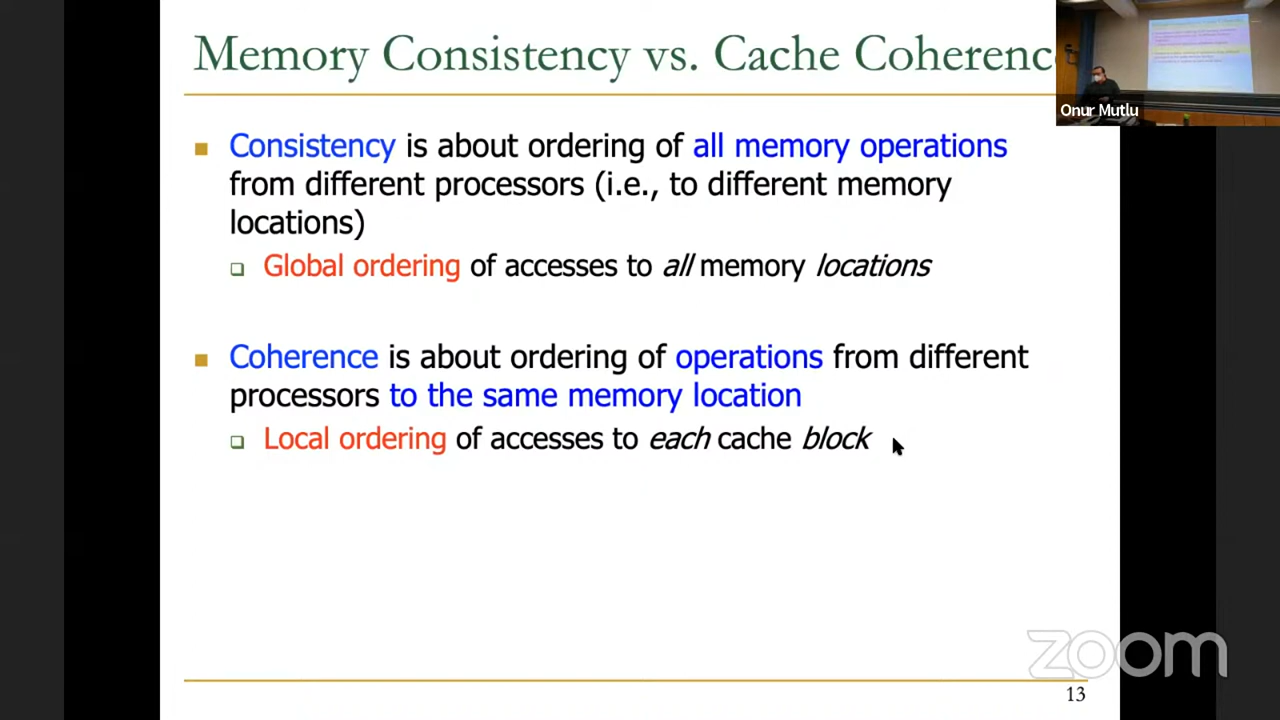 Memory Consistency vs. Cache Coherenc
Onur Mutlu
Consistency is about ordering of all memory operations
from different processors (i.e., to different memory
locations)
Global ordering of accesses to all memory locations
Coherence is about ordering of operations from different
processors to the same memory location
Local ordering of accesses to each cache block
zoom
13